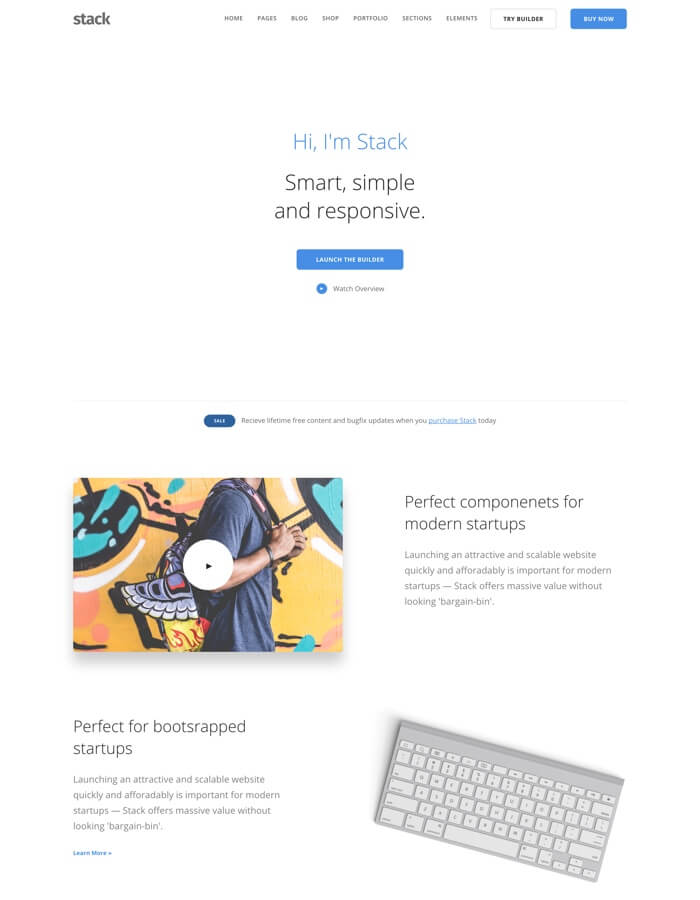 stack
HOME PAGES BLOG SHOP PORTFOLIO SECTIONS ELEMENTS TRY BUILDER BUY NOW
Hi, I'm Stack
Smart, simple
and responsive.
LAUNCH THE BUILDER
Watch Overview
SALE Recieve lifetime free content and bugfix updates when you purchase Stack today
Perfect componenets for
modern startups
Launching an attractive and scalable website
quickly and afforadably is important for modern
startups — Stack offers massive value without
looking 'bargain-bin'.
Perfect for bootsrapped
startups
Launching an attractive and scalable website
quickly and afforadably is important for modern
startups — Stack offers massive value without
looking 'bargain-bin'.
Learn More »